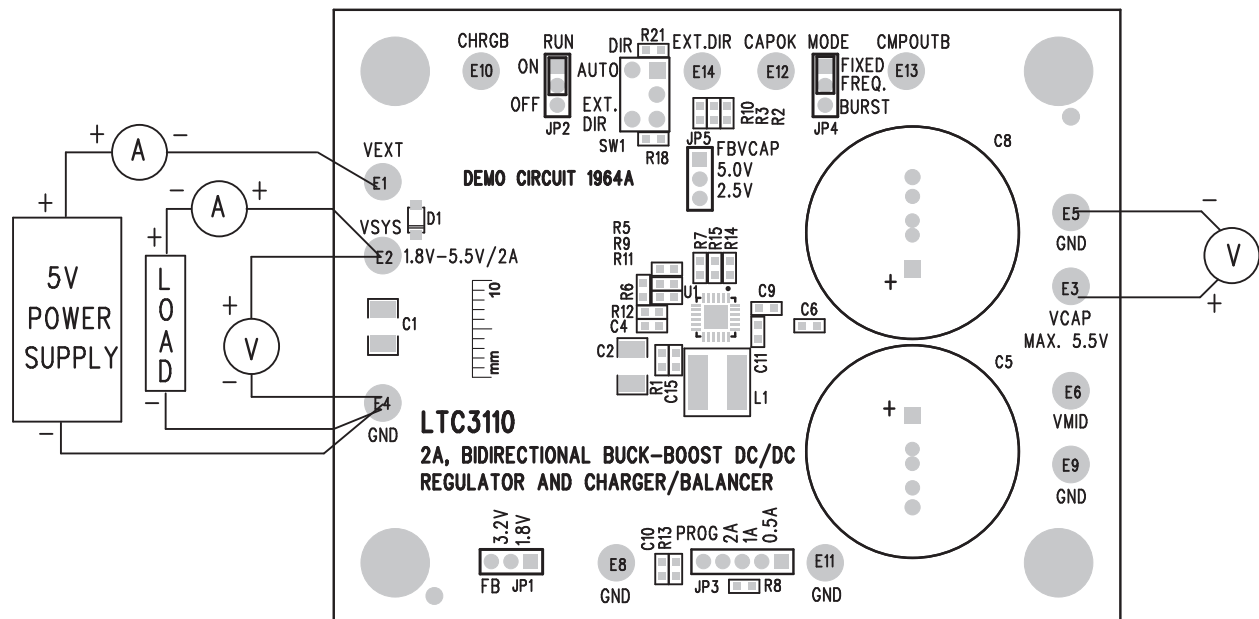 CHRGB
RUN
R21
EXT.DIR
CAPOK
MODE
CMPOUTB
DIR
E10
ON
AUTO
E14
E12
FIXED
FREQ.
E13
OFF
EXT.
DIR
BURST
JP2
SW1
R18
R10
R3
R2
JP4
JP5
FBVCAP
5.0V
2.5V
C8
+
-
A
VEXT
E1
DEMO CIRCUIT 1964A
+
5V
POWER
SUPPLY
-
-
A
+
+
LOAD
-
VSYS
D1
E2
1.8V-5.5V/2A
+
V
-
C1
10
mm
R5
R9
R11
R7
R15
R14
R6
U1
R12
C4
C9
C6
C11
C2
R1
C15
L1
+
E5
GND
-
V
+
E3
VCAP
MAX. 5.5V
C5
+
E6
VMID
E9
GND
E4
GND
LTC3110
2A, BIDIRECTIONAL BUCK-BOOST DC/DC
REGULATOR AND CHARGER/BALANCER
3.2V
1.8V
FB
JP1
E8
GND
C10
R13
PROG
2A
1A
0.5A
JP3
R8
E11
GND